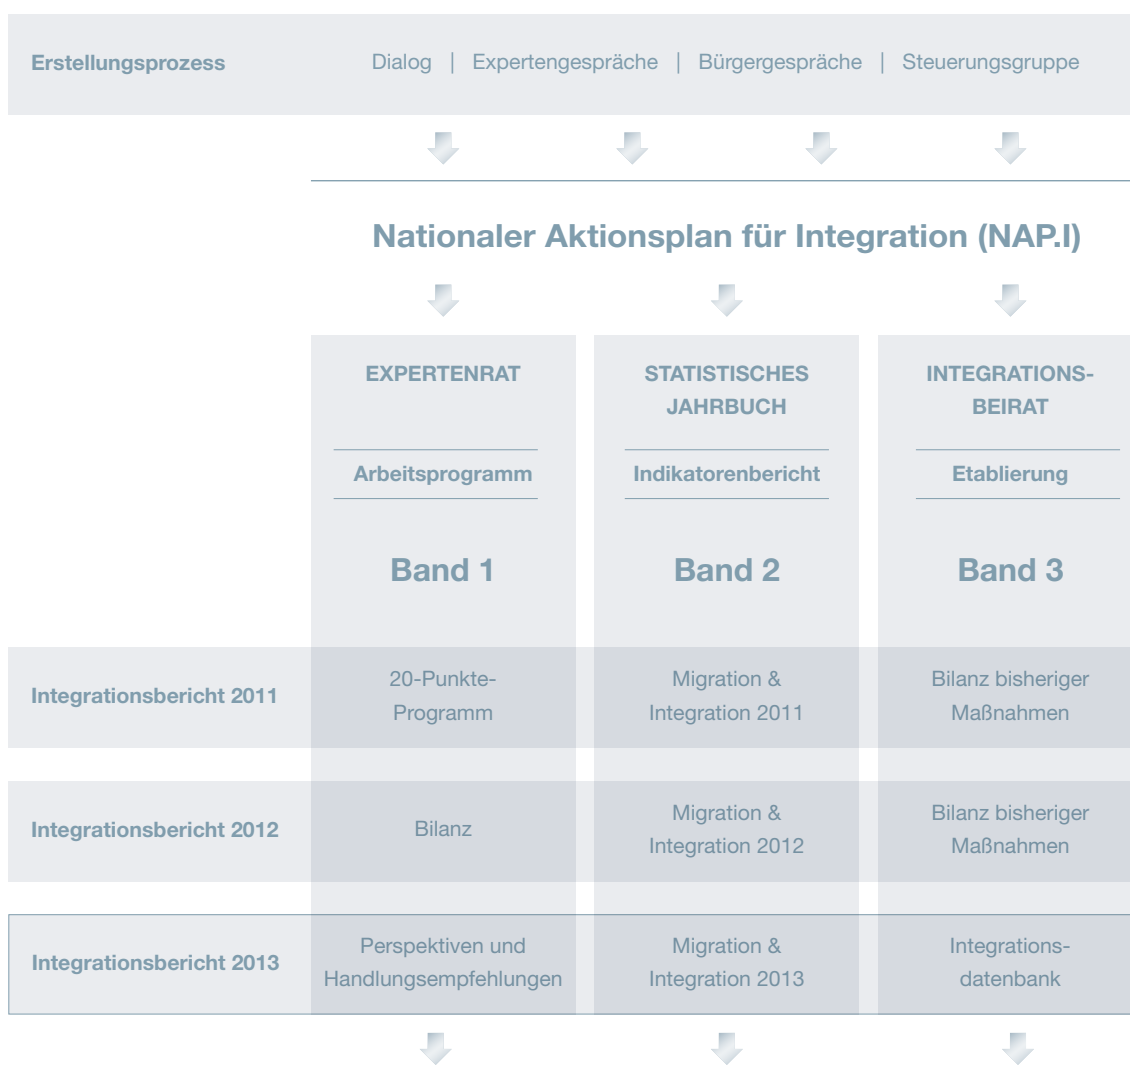 Erstellungsprozess
Dialog | Expertengespräche | Bürgergespräche | Steuerungsgruppe
Nationaler Aktionsplan für Integration (NAP.I)
EXPERTENRAT
Arbeitsprogramm
Band 1
STATISTISCHES
JAHRBUCH
Indikatorenbericht
Band 2
INTEGRATIONS-
BEIRAT
Etablierung
Band 3
Integrationsbericht 2011
20-Punkte-
Programm
Migration &
Integration 2011
Bilanz bisheriger
Maßnahmen
Integrationsbericht 2012
Bilanz
Migration &
Integration 2012
Bilanz bisheriger
Maßnahmen
Integrationsbericht 2013
Perspektiven und
Handlungsempfehlungen
Migration &
Integration 2013
Integrations-
datenbank